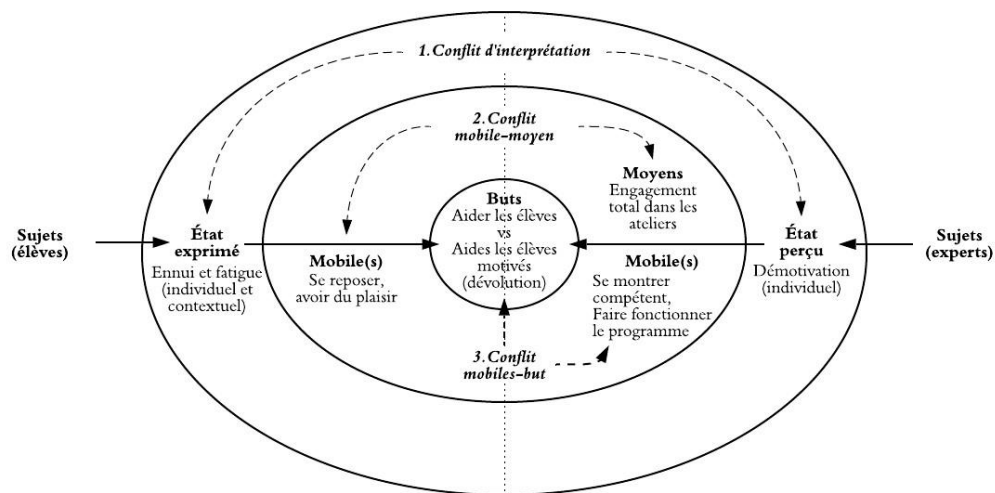 1. Conflit d'interprétation
2. Conflit
mobile-moyen
Moyens
Engagement
total dans les
ateliers
Buts
Aider les élèves
vs
Aides les élèves
motivés
(dévolution)
Sujets
(élèves)
État
exprimé
Ennui et fatigue
(individuel et
contextuel)
Mobile(s)
Se reposer,
avoir du plaisir
Mobile(s)
Se montrer
compétent,
Faire fonctionner
le programme
État
perçu
Démotivation
(individuel)
Sujets
(experts)
3. Conflit
mobiles-but